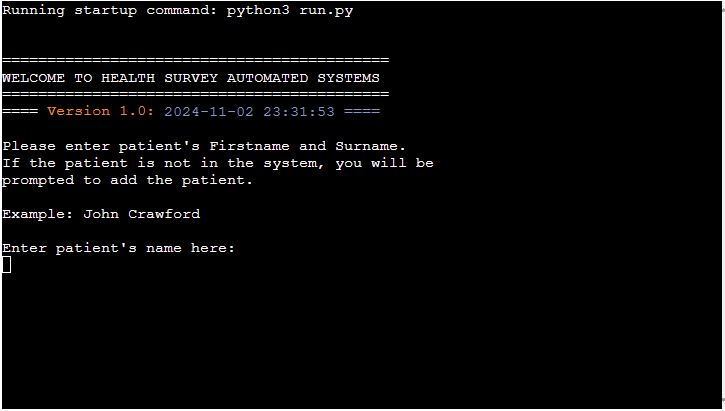 Running startup command: python3 run.py
===========================================
WELCOME TO HEALTH SURVEY AUTOMATED SYSTEMS
===========================================
==== Version 1.0: 2024-11-02 23:31:53 ====
Please enter patient's Firstname and Surname.
If the patient is not in the system, you will be
prompted to add the patient.
Example: John Crawford
Enter patient's name here: